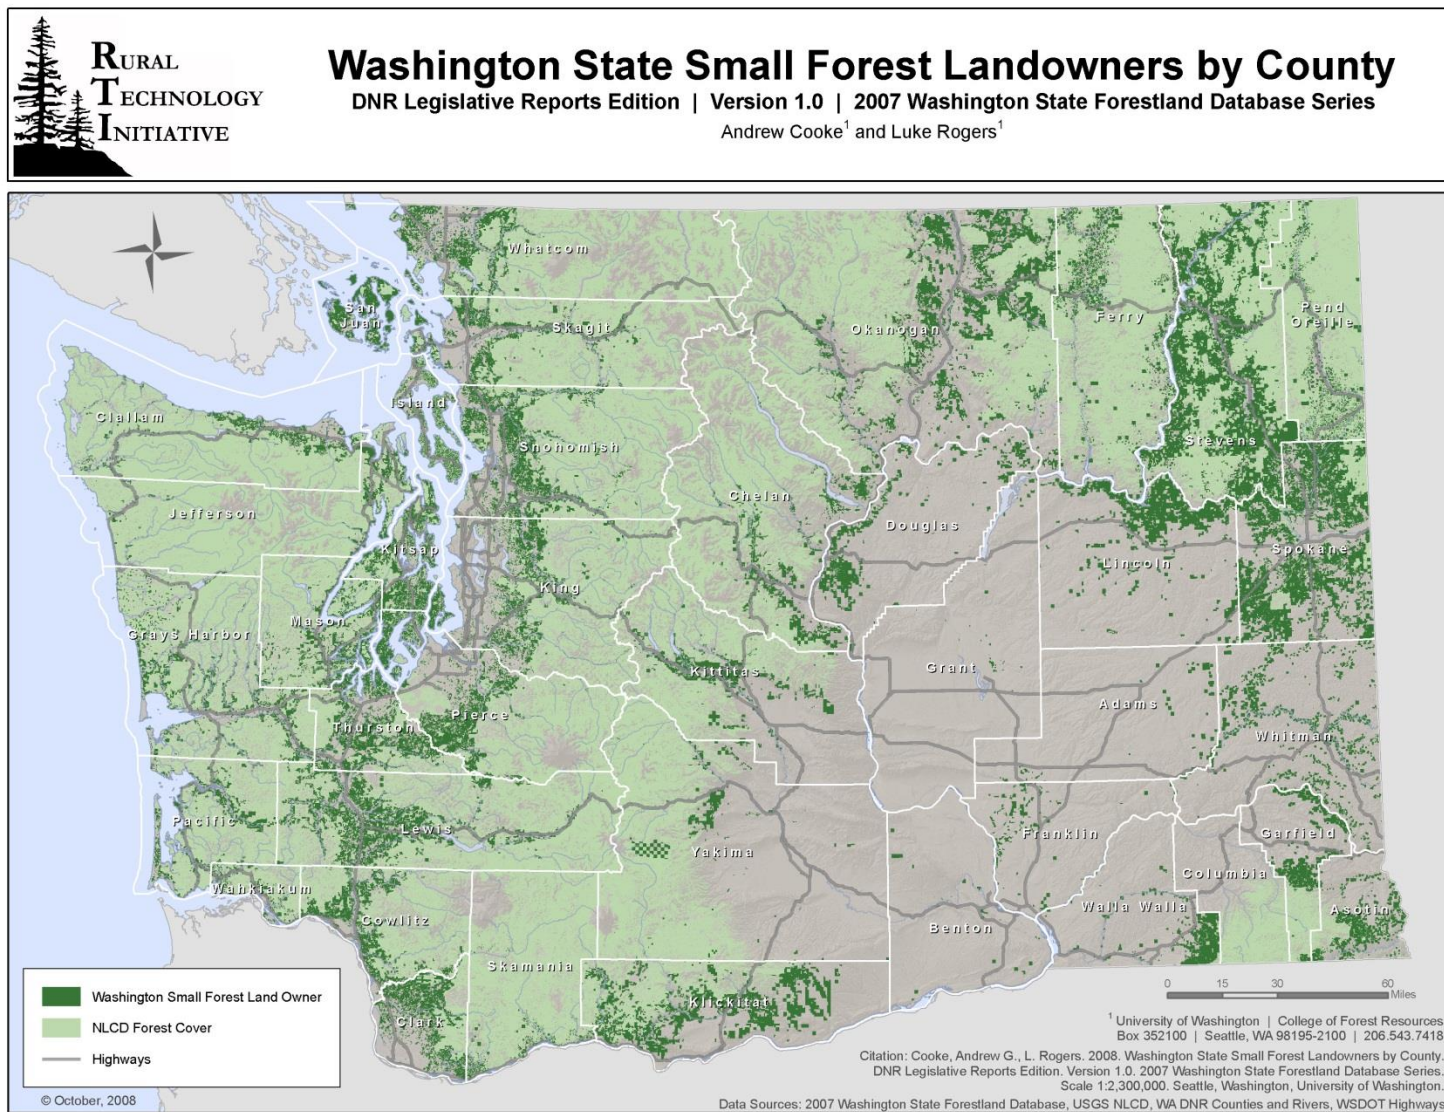 RURAL
TECHNOLOGY
INITIATIVE
Washington State Small Forest Landowners by County
DNR Legislative Reports Edition | Version 1.0 | 2007 Washington State Forestland Database Series
Andrew Cooke¹ and Luke Rogers¹
Whatcom
San Juan
Skagit
Okanogan
Ferry
Pend Oreille
Clallam
Island
Snohomish
Stevens
Chelan
Jefferson
Douglas
Kitsap
Lincoln
Spokane
King
Mason
Grays Harbor
Kittitas
Grant
Adams
Pierce
Thurston
Whitman
Pacific
Lewis
Yakima
Franklin
Garfield
Columbia
Wahkiakum
Cowlitz
Walla Walla
Asotin
Benton
Skamania
Klickitat
Clark
Washington Small Forest Land Owner
NLCD Forest Cover
Highways
© October, 2008
0 15 30 60
Miles
¹ University of Washington | College of Forest Resources
Box 352100 | Seattle, WA 98195-2100 | 206.543.7418
Citation: Cooke, Andrew G., L. Rogers. 2008. Washington State Small Forest Landowners by County.
DNR Legislative Reports Edition. Version 1.0. 2007 Washington State Forestland Database Series.
Scale 1:2,300,000. Seattle, Washington, University of Washington.
Data Sources: 2007 Washington State Forestland Database, USGS NLCD, WA DNR Counties and Rivers, WSDOT Highways